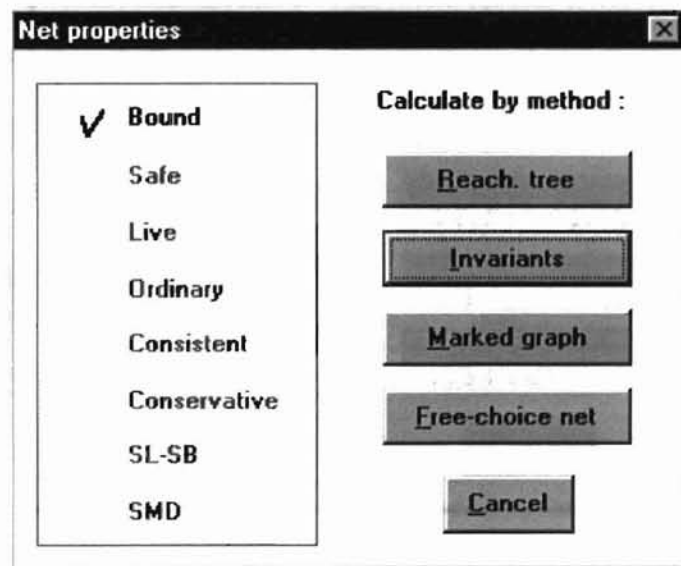 Net properties
Bound
Safe
Live
Ordinary
Consistent
Conservative
SL-SB
SMD
Calculate by method :
Reach. tree
Invariants
Marked graph
Free-choice net
Cancel